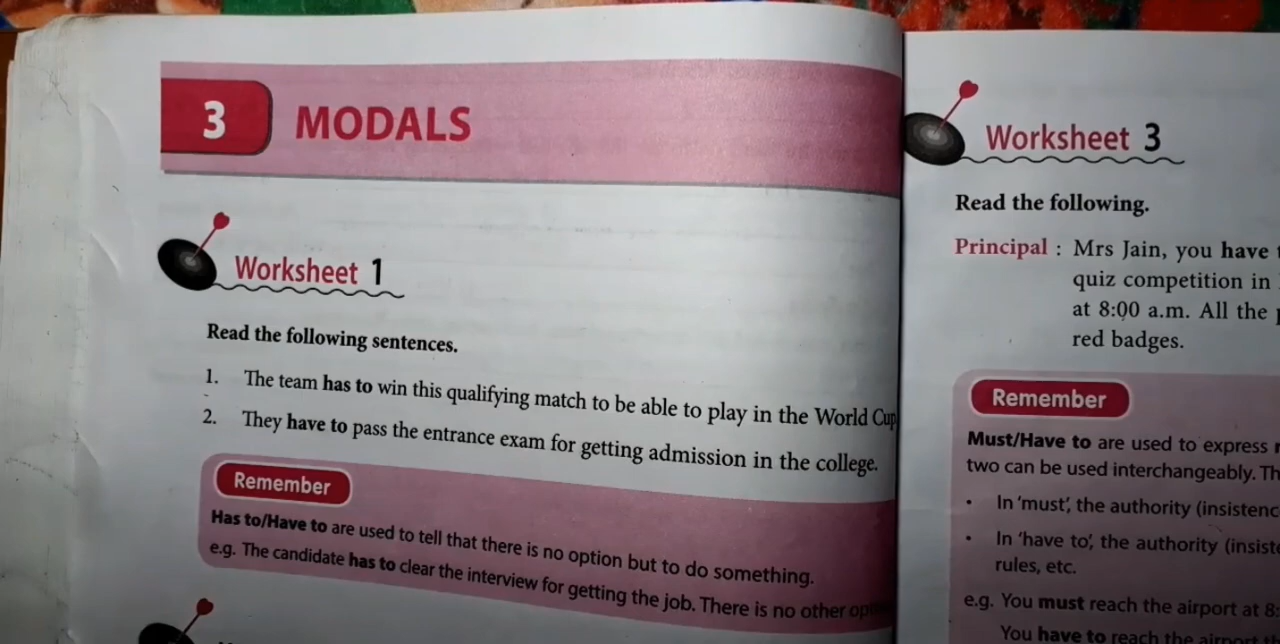 3 MODALS
Worksheet 1
Read the following sentences.
1. The team has to win this qualifying match to be able to play in the World Cup
2. They have to pass the entrance exam for getting admission in the college.
Remember
Has to/Have to are used to tell that there is no option but to do something.
e.g. The candidate has to clear the interview for getting the job. There is no other
Worksheet 3
Read the following.
Principal : Mrs Jain, you have
quiz competition in
at 8:00 a.m. All the
red badges.
Remember
Must/Have to are used to express
two can be used interchangeably.
• In 'must', the authority
• In 'have to', the authority
rules, etc.
e.g. You must reach the airport at
You have to reach the airport